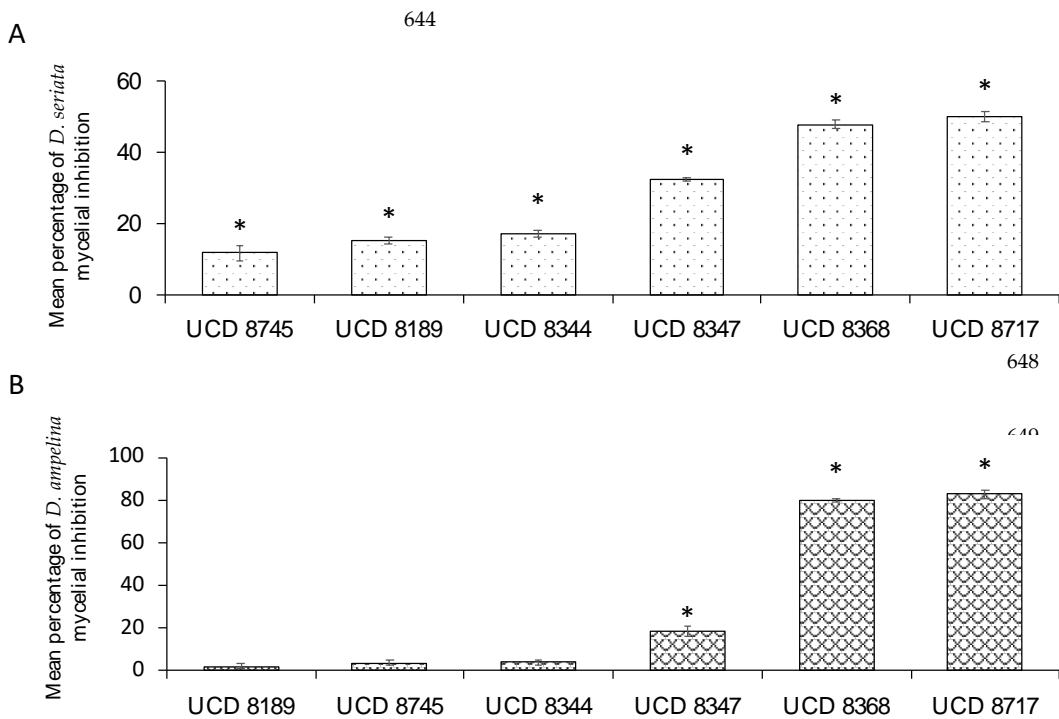 644
A
Mean percentage of D. seriata
mycelial inhibition
60
40
20
0
* * * * * *
UCD 8745 UCD 8189 UCD 8344 UCD 8347 UCD 8368 UCD 8717
648
B
649
Mean percentage of D. ampelina
mycelial inhibition
100
80
60
40
20
0
* * *
UCD 8189 UCD 8745 UCD 8344 UCD 8347 UCD 8368 UCD 8717